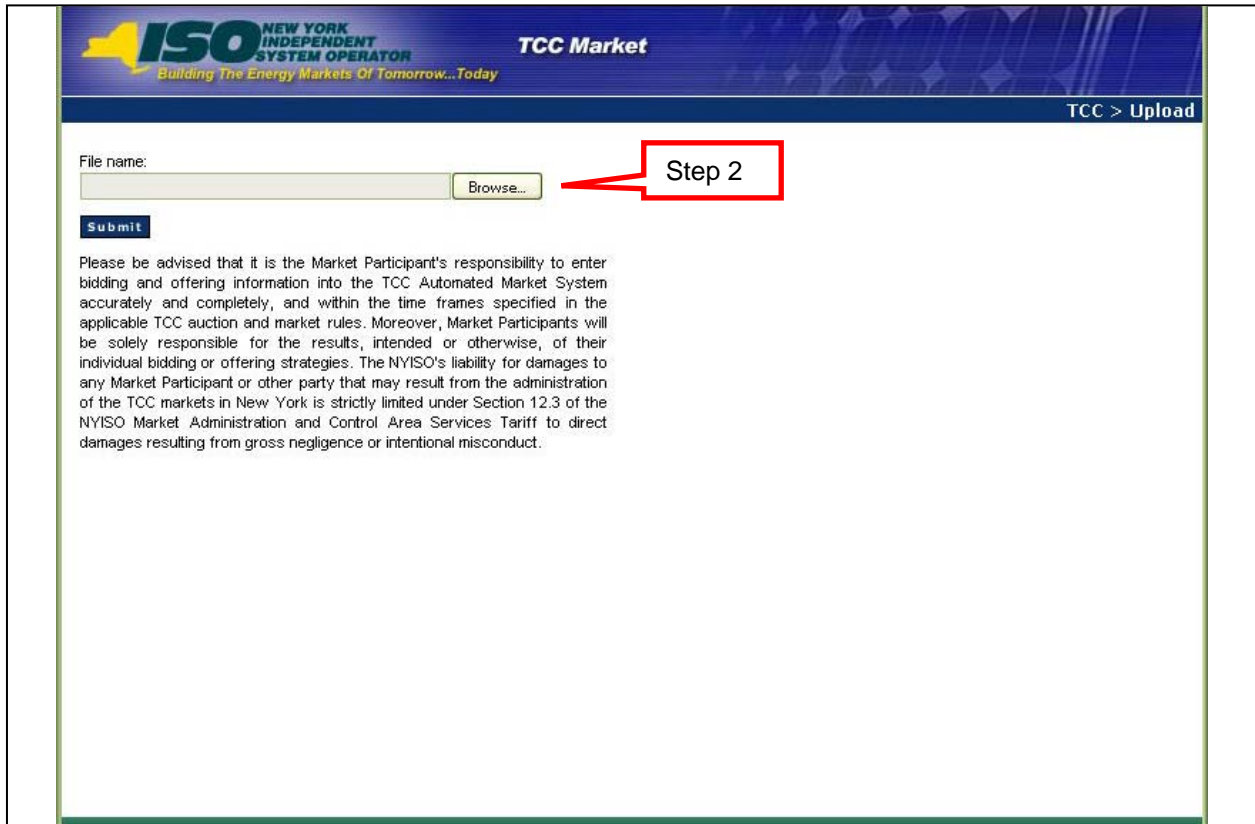 ISO NEW YORK
INDEPENDENT
SYSTEM OPERATOR
Building The Energy Markets Of Tomorrow...Today
TCC Market
TCC > Upload
File name:
Browse...
Step 2
Submit
Please be advised that it is the Market Participant's responsibility to enter
bidding and offering information into the TCC Automated Market System
accurately and completely, and within the time frames specified in the
applicable TCC auction and market rules. Moreover, Market Participants will
be solely responsible for the results, intended or otherwise, of their
individual bidding or offering strategies. The NYISO's liability for damages to
any Market Participant or other party that may result from the administration
of the TCC markets in New York is strictly limited under Section 12.3 of the
NYISO Market Administration and Control Area Services Tariff to direct
damages resulting from gross negligence or intentional misconduct.